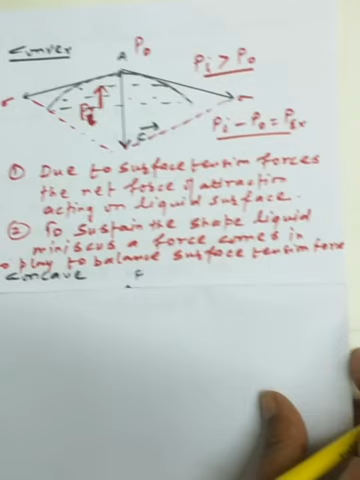 Convex
A P₀
Pi > P₀
σ σ
Pi
F
Pi - P₀ = Pex
① Due to surface tension forces
the net force of attraction
acting on liquid surface.
② To sustain the shape liquid
miniscus a force comes in
play to balance surface tension force
Concave F